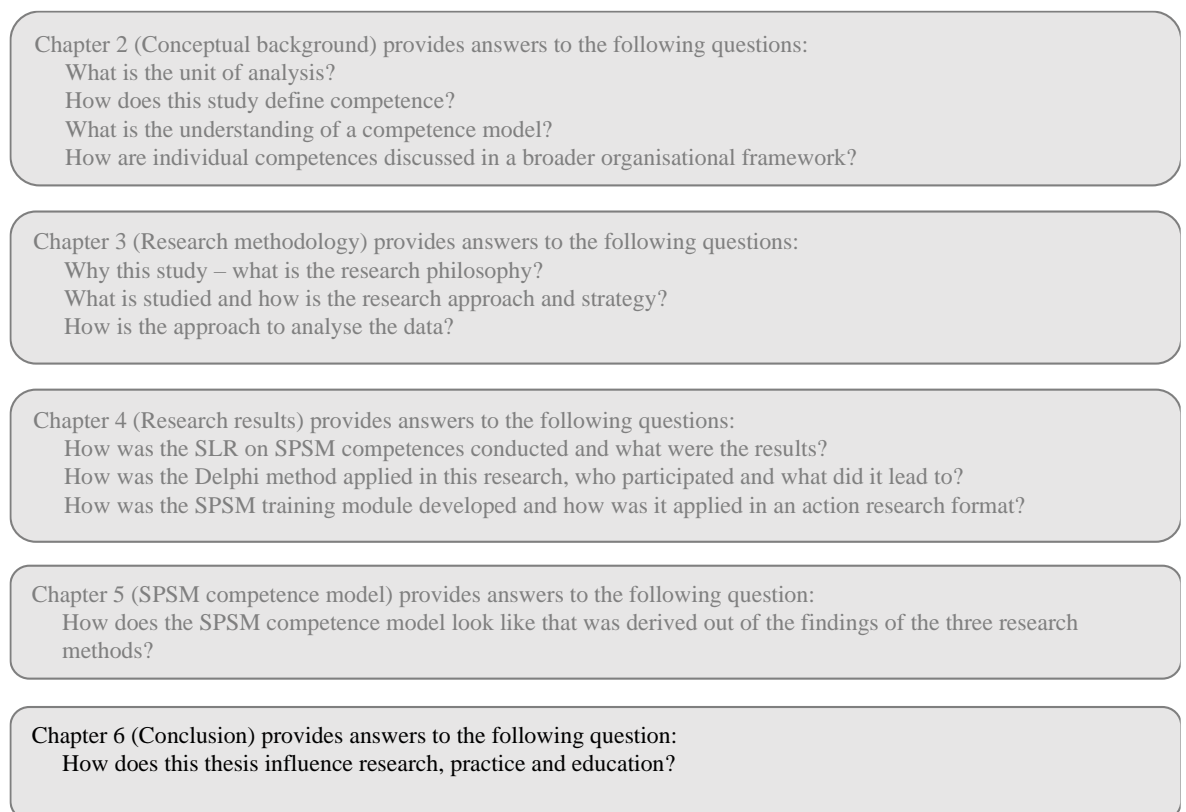 Chapter 2 (Conceptual background) provides answers to the following questions:
What is the unit of analysis?
How does this study define competence?
What is the understanding of a competence model?
How are individual competences discussed in a broader organisational framework?
Chapter 3 (Research methodology) provides answers to the following questions:
Why this study – what is the research philosophy?
What is studied and how is the research approach and strategy?
How is the approach to analyse the data?
Chapter 4 (Research results) provides answers to the following questions:
How was the SLR on SPSM competences conducted and what were the results?
How was the Delphi method applied in this research, who participated and what did it lead to?
How was the SPSM training module developed and how was it applied in an action research format?
Chapter 5 (SPSM competence model) provides answers to the following question:
How does the SPSM competence model look like that was derived out of the findings of the three research
methods?
Chapter 6 (Conclusion) provides answers to the following question:
How does this thesis influence research, practice and education?